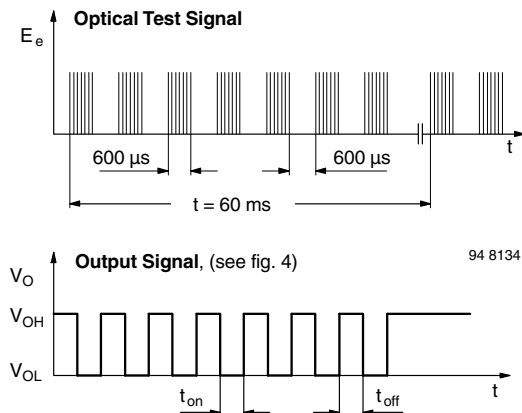 Optical Test Signal
E e
t
600 µs
600 µs
t = 60 ms
Output Signal, (see fig. 4)
94 8134
V O
V OH
V OL
t on
t off
t